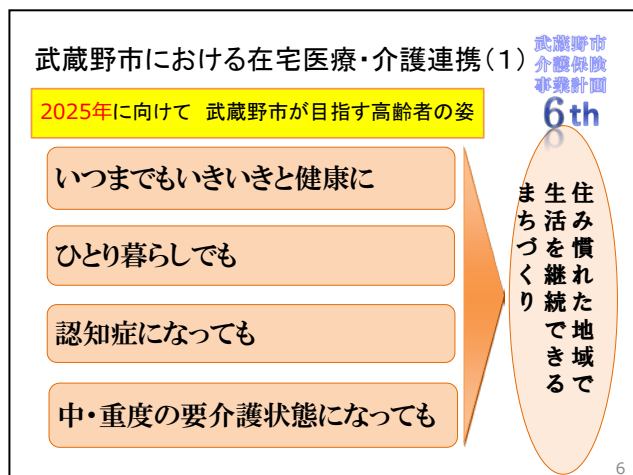 武蔵野市における在宅医療・介護連携(1)
武蔵野市
介護保険
事業計画
6th
2025年に向けて 武蔵野市が目指す高齢者の姿
いつまでもいきいきと健康に
ひとり暮らしでも
認知症になっても
中・重度の要介護状態になっても
住み慣れた地域で
生活を継続できる
まちづくり
6